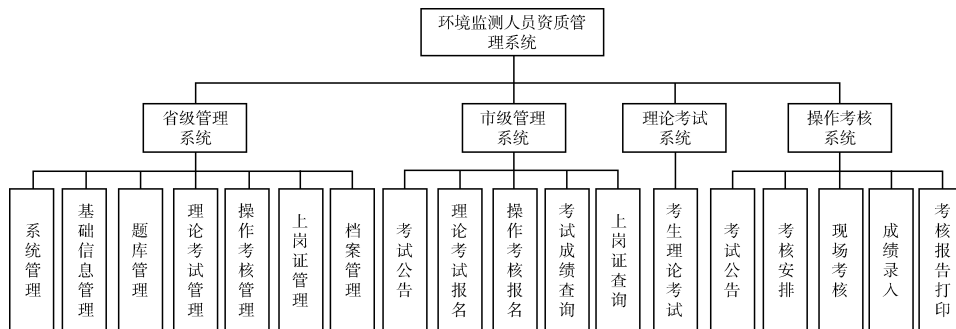 环境监测人员资质管
理系统
省级管理
系统
市级管理
系统
理论考试
系统
操作考核
系统
系统管理
基础信息管理
题库管理
理论考试管理
操作考核管理
上岗证管理
档案管理
考试公告
理论考试报名
操作考核报名
考试成绩查询
上岗证查询
考生理论考试
考试公告
考核安排
现场考核
成绩录入
考核报告打印